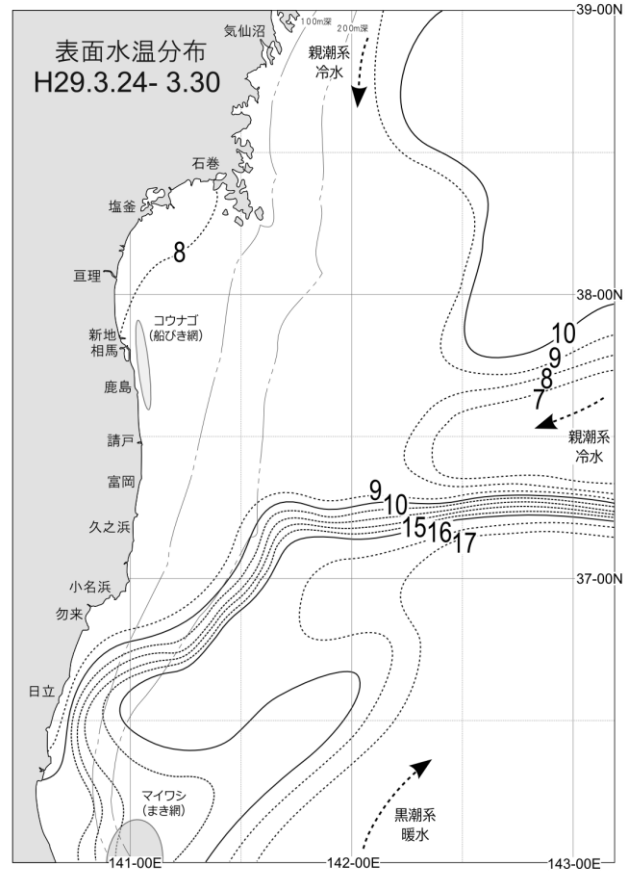 表面水温分布
H29.3.24- 3.30
39-00N
気仙沼
100m深
200m深
親潮系
冷水
石巻
塩釜
8
亘理
38-00N
コウナゴ
(船びき網)
新地
相馬
鹿島
10
9
8
7
親潮系
冷水
請戸
富岡
久之浜
9
10
15
16
17
37-00N
小名浜
勿来
日立
マイワシ
(まき網)
黒潮系
暖水
141-00E
142-00E
143-00E